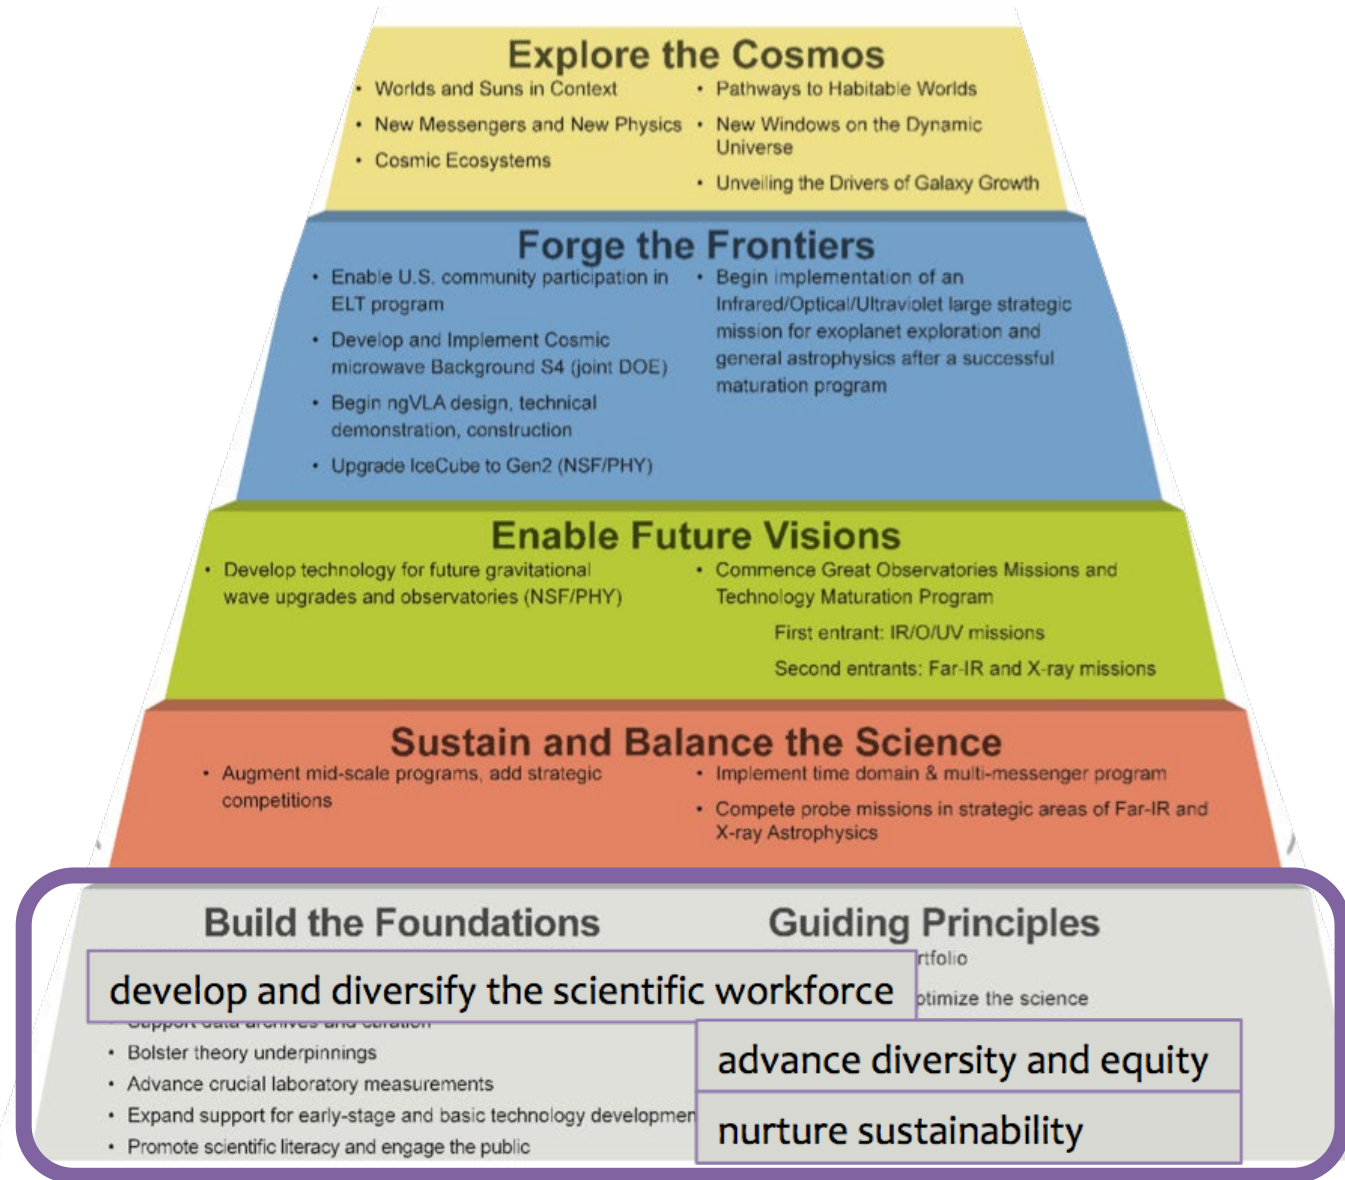 Explore the Cosmos
• Worlds and Suns in Context
• New Messengers and New Physics
• Cosmic Ecosystems
• Pathways to Habitable Worlds
• New Windows on the Dynamic
Universe
• Unveiling the Drivers of Galaxy Growth
Forge the Frontiers
• Enable U.S. community participation in
ELT program
• Develop and Implement Cosmic
microwave Background S4 (joint DOE)
• Begin ngVLA design, technical
demonstration, construction
• Upgrade IceCube to Gen2 (NSF/PHY)
• Begin implementation of an
Infrared/Optical/Ultraviolet large strategic
mission for exoplanet exploration and
general astrophysics after a successful
maturation program
Enable Future Visions
• Develop technology for future gravitational
wave upgrades and observatories (NSF/PHY)
• Commence Great Observatories Missions and
Technology Maturation Program
First entrant: IR/O/UV missions
Second entrants: Far-IR and X-ray missions
Sustain and Balance the Science
• Augment mid-scale programs, add strategic
competitions
• Implement time domain & multi-messenger program
• Compete probe missions in strategic areas of Far-IR and
X-ray Astrophysics
Build the Foundations
develop and diversify the scientific workforce
• Support data archives and curation
• Bolster theory underpinnings
• Advance crucial laboratory measurements
• Expand support for early-stage and basic technology developmen
• Promote scientific literacy and engage the public
Guiding Principles
rtfolio
ptimize the science
advance diversity and equity
nurture sustainability